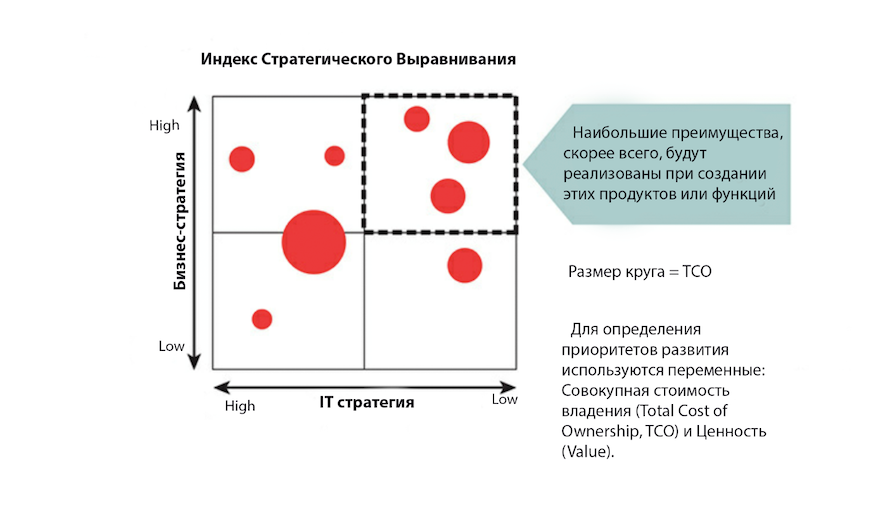 Индекс Стратегического Выравнивания
High
Бизнес-стратегия
Low
High
IT стратегия
Low
Наибольшие преимущества,
скорее всего, будут
реализованы при создании
этих продуктов или функций
Размер круга = TCO
Для определения
приоритетов развития
используются переменные:
Совокупная стоимость
владения (Total Cost of
Ownership, TCO) и Ценность
(Value).